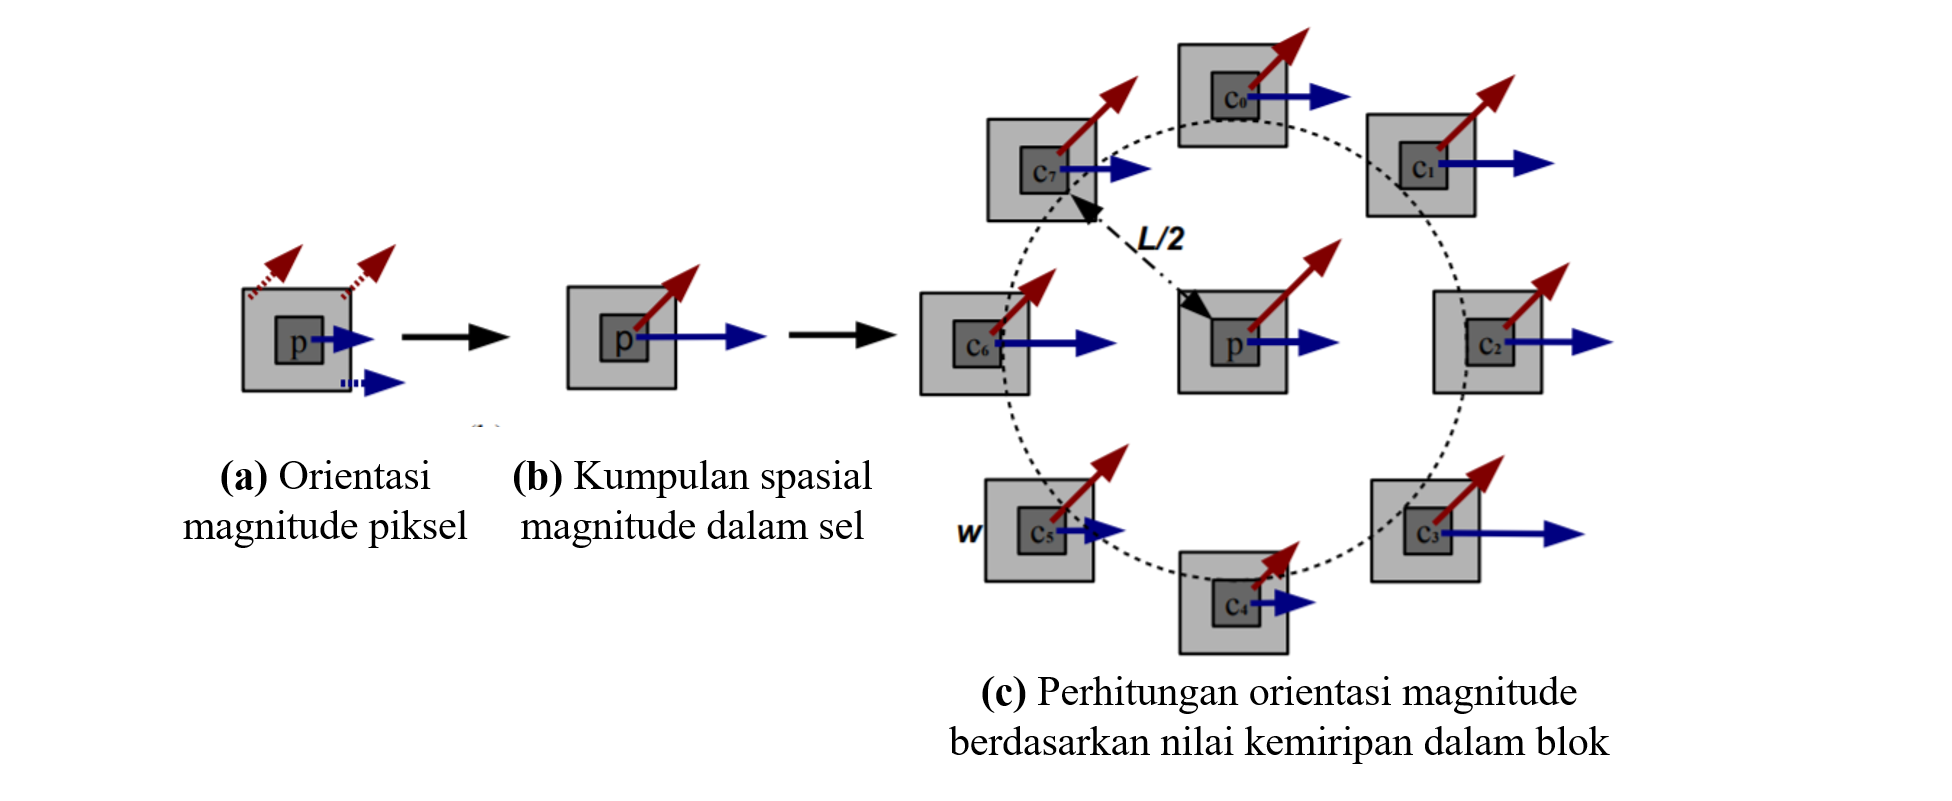 c₀
c₇
c₁
L/2
p
p
c₆
p
c₂
w
c₅
c₃
c₄
(a) Orientasi
magnitude piksel
(b) Kumpulan spasial
magnitude dalam sel
(c) Perhitungan orientasi magnitude
berdasarkan nilai kemiripan dalam blok